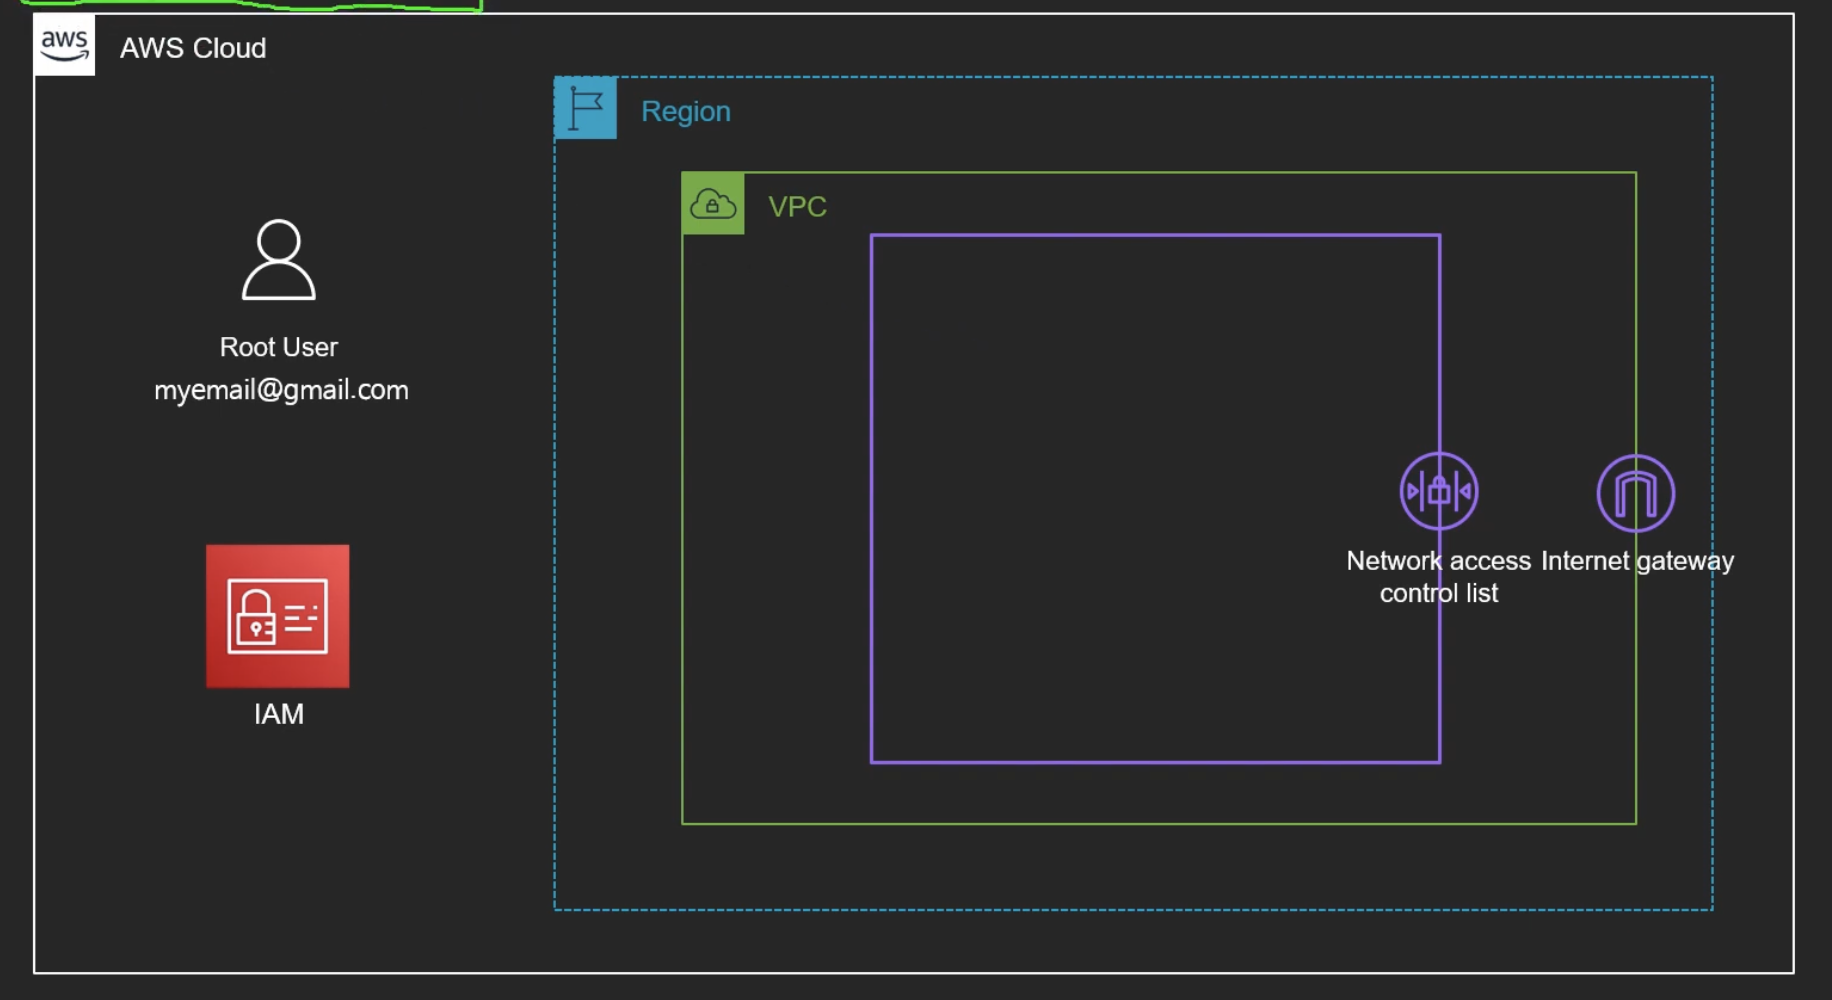 aws
AWS Cloud
Region
VPC
Root User
myemail@gmail.com
Network access
control list
Internet gateway
IAM